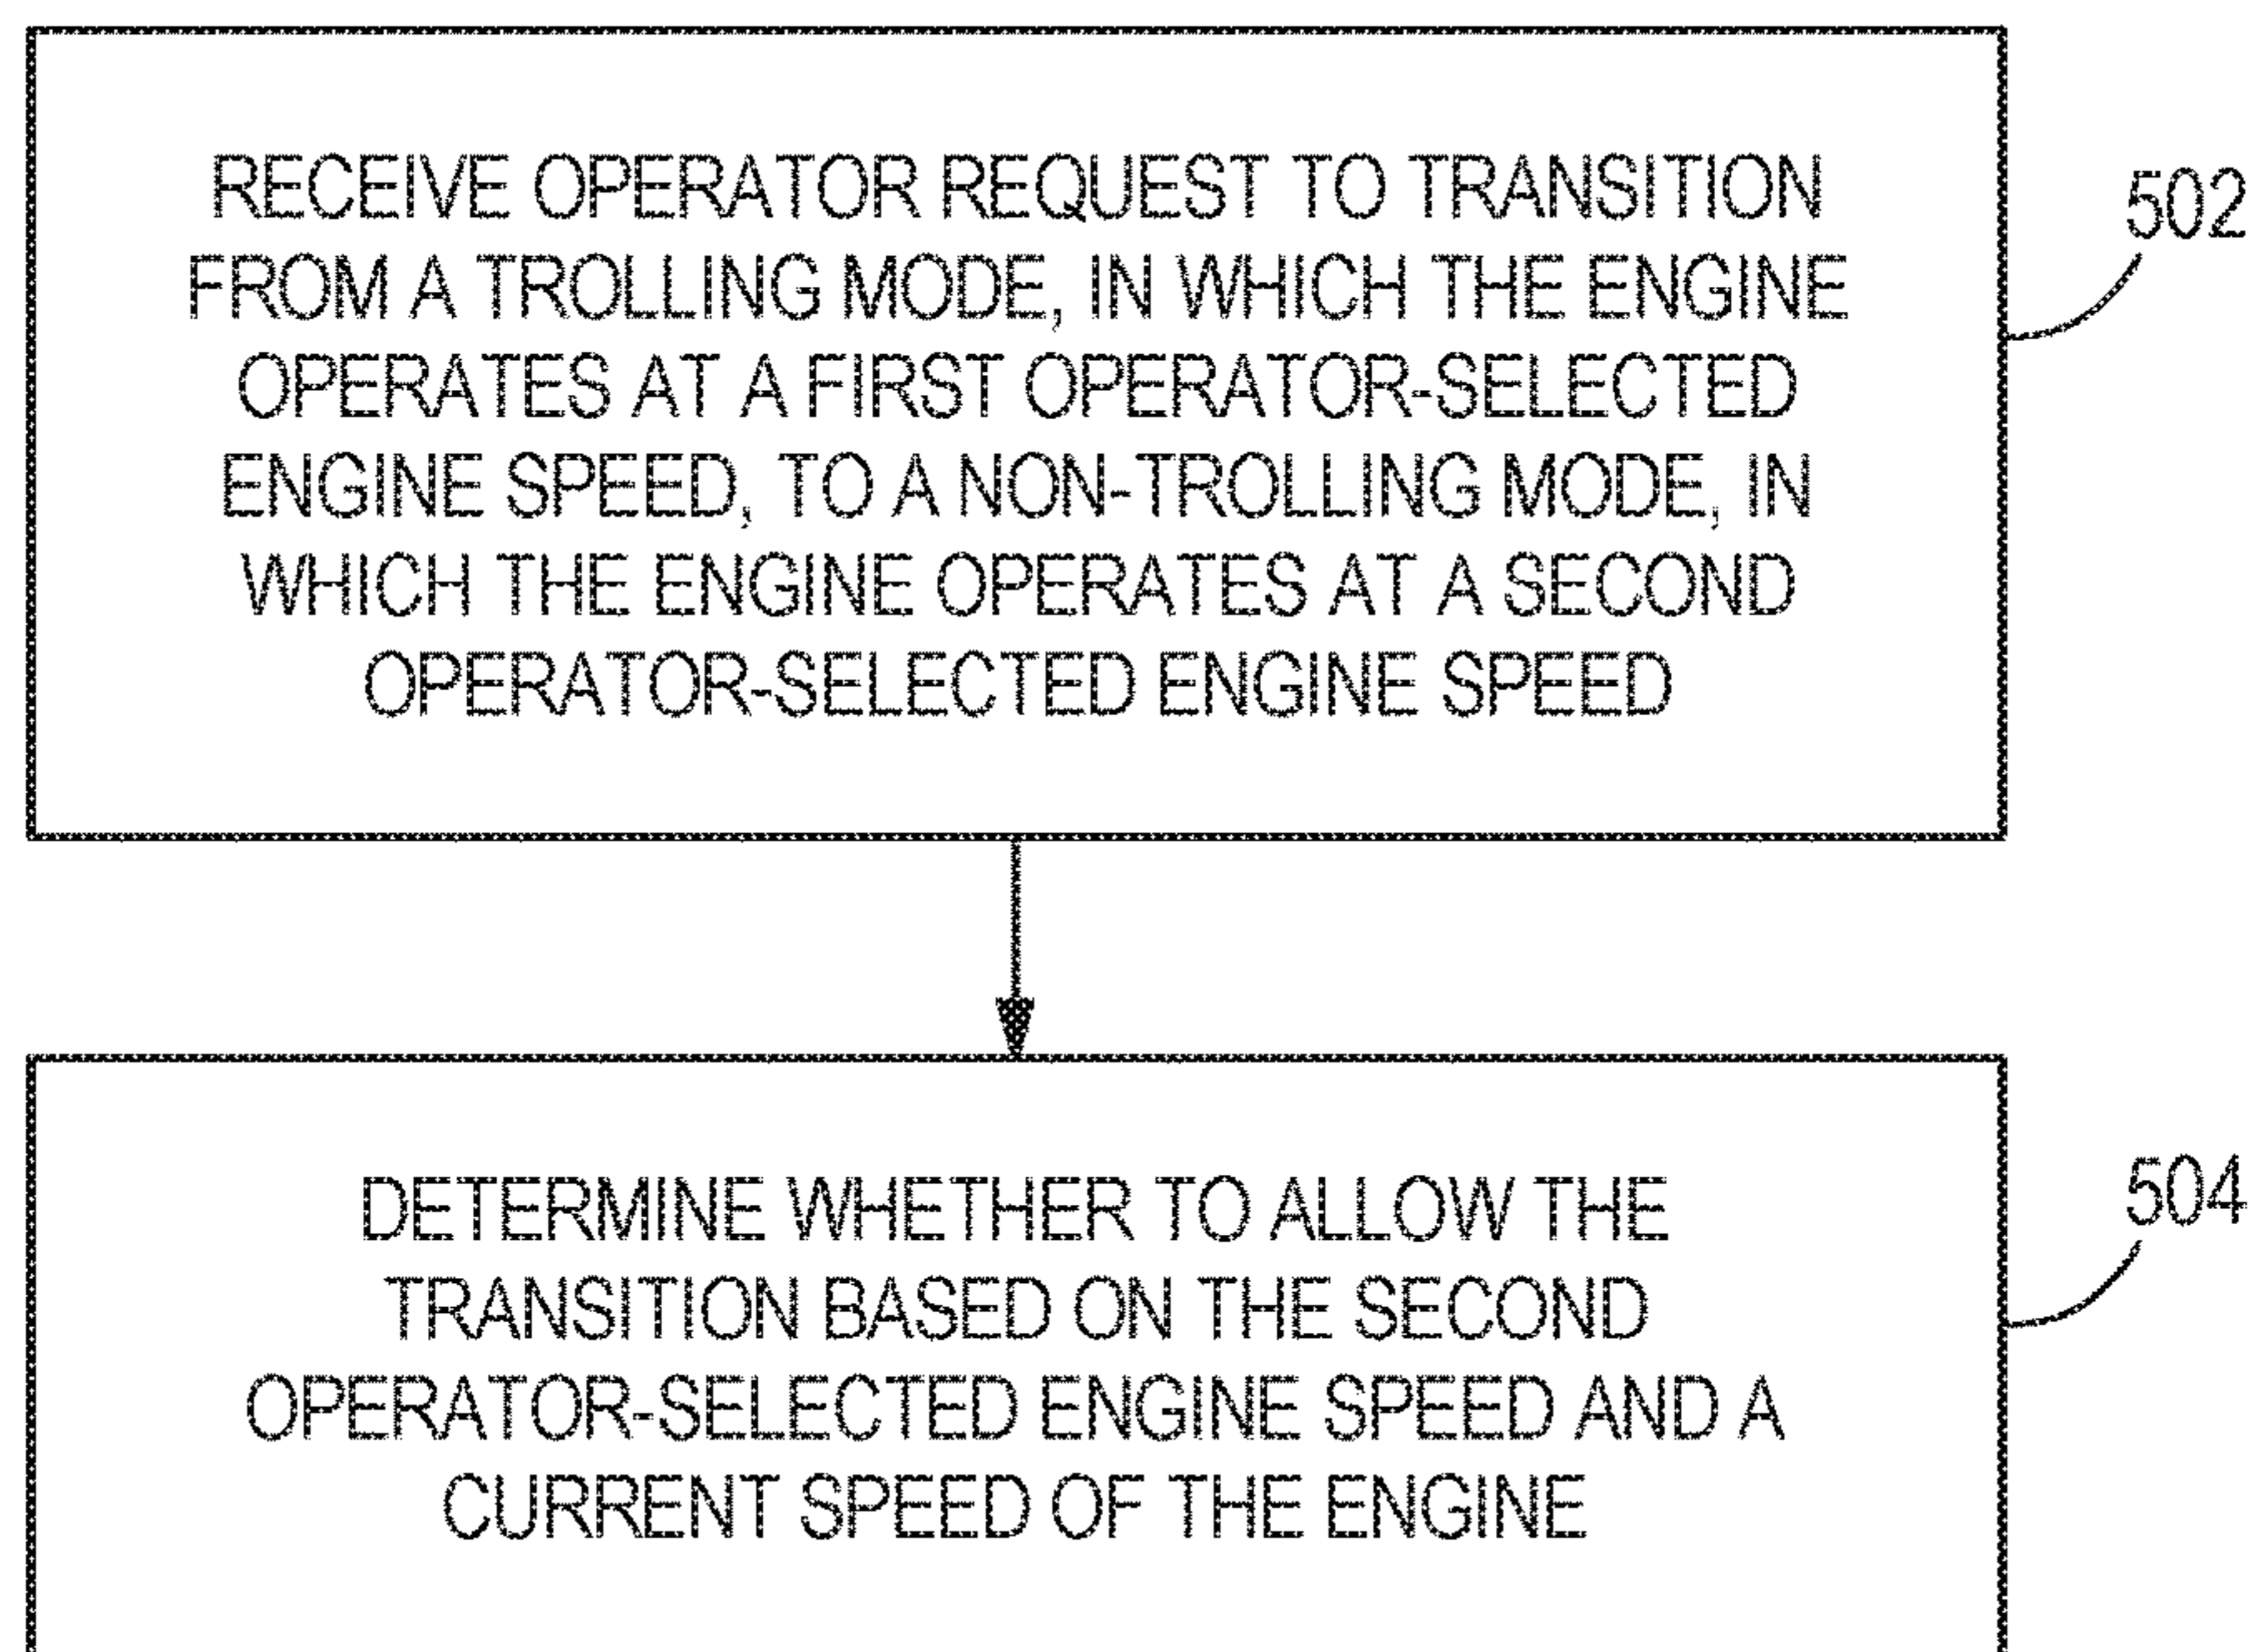 RECEIVE OPERATOR REQUEST TO TRANSITION
FROM A TROLLING MODE, IN WHICH THE ENGINE
OPERATES AT A FIRST OPERATOR-SELECTED
ENGINE SPEED, TO A NON-TROLLING MODE, IN
WHICH THE ENGINE OPERATES AT A SECOND
OPERATOR-SELECTED ENGINE SPEED
502
DETERMINE WHETHER TO ALLOW THE
TRANSITION BASED ON THE SECOND
OPERATOR-SELECTED ENGINE SPEED AND A
CURRENT SPEED OF THE ENGINE
504